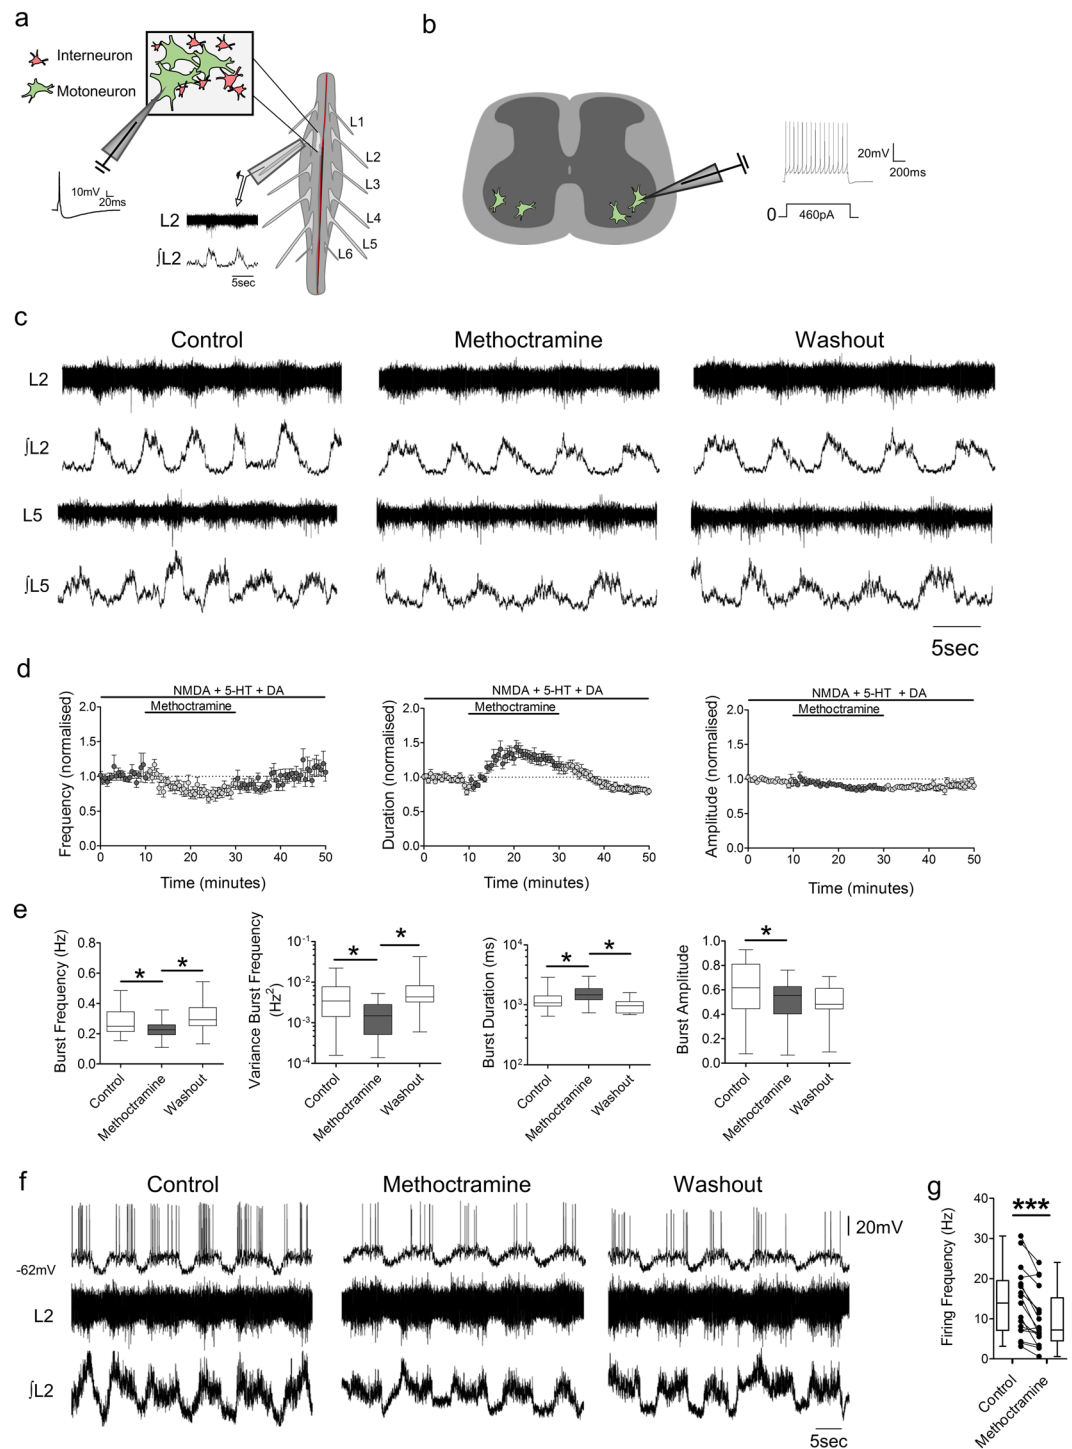 a
Interneuron
Motoneuron
10mV
20ms
L1
L2
L3
L4
L5
L6
L2
∫L2
5sec
b
20mV
200ms
0
460pA
c
Control
Methoctramine
Washout
L2
∫L2
L5
∫L5
5sec
d
NMDA + 5-HT + DA
Methoctramine
Frequency (normalised)
2.0
1.5
1.0
0.5
0.0
0 10 20 30 40 50
Time (minutes)
NMDA + 5-HT + DA
Methoctramine
Duration (normalised)
2.0
1.5
1.0
0.5
0.0
0 10 20 30 40 50
Time (minutes)
NMDA + 5-HT + DA
Methoctramine
Amplitude (normalised)
2.0
1.5
1.0
0.5
0.0
0 10 20 30 40 50
Time (minutes)
e
Burst Frequency (Hz)
0.8
0.6
0.4
0.2
0.0
* *
Control
Methoctramine
Washout
Variance Burst Frequency
(Hz²)
10⁻¹
10⁻²
10⁻³
10⁻⁴
* *
Control
Methoctramine
Washout
Burst Duration (ms)
10⁴
10³
10²
* *
Control
Methoctramine
Washout
Burst Amplitude
1.0
0.8
0.6
0.4
0.2
0.0
*
Control
Methoctramine
Washout
f
Control
Methoctramine
Washout
20mV
-62mV
L2
∫L2
5sec
g
Firing Frequency (Hz)
40
30
20
10
0
***
Control
Methoctramine